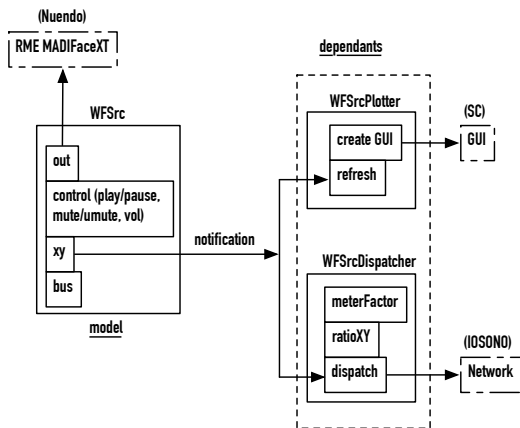 (Nuendo)
RME MADIFaceXT
dependants
WFSrc
out
control (play/pause,
mute/umute, vol)
xy
bus
model
notification
WFSrcPlotter
create GUI
refresh
(SC)
GUI
WFSrcDispatcher
meterFactor
ratioXY
dispatch
(IOSONO)
Network